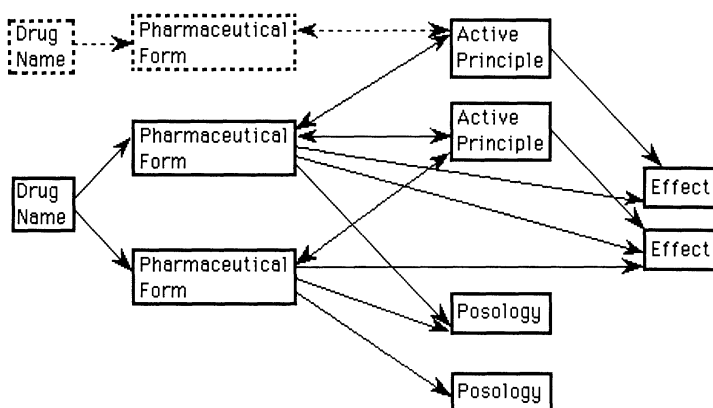 Drug
Name
Pharmaceutical
Form
Active
Principle
Pharmaceutical
Form
Active
Principle
Effect
Drug
Name
Effect
Pharmaceutical
Form
Posology
Posology